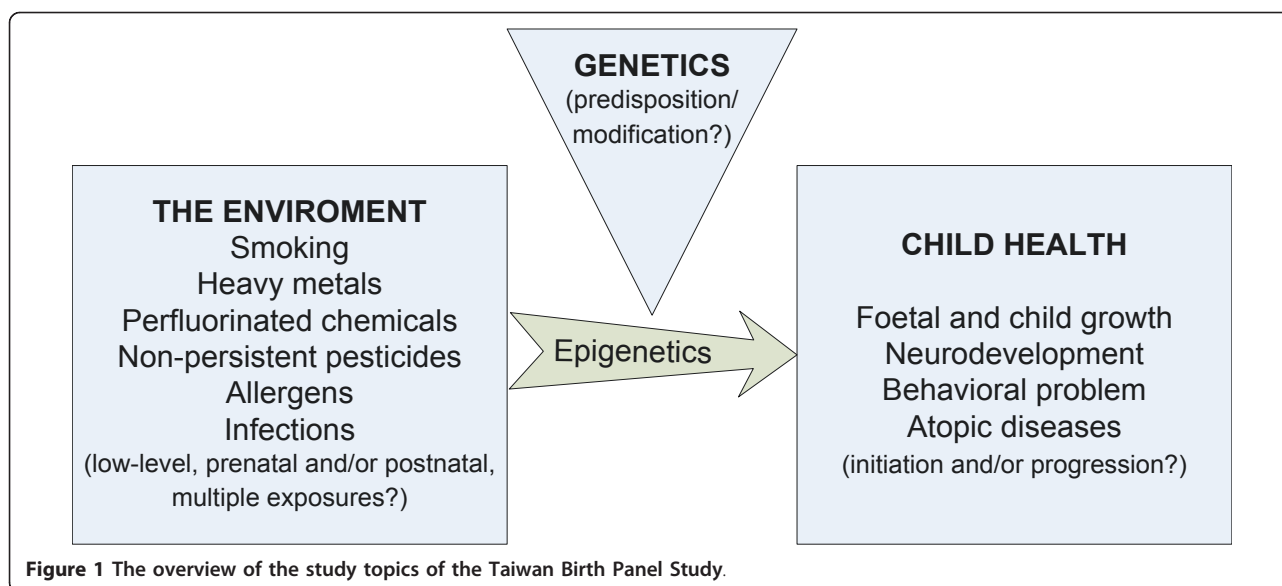 GENETICS
(predisposition/
modification?)
THE ENVIROMENT
Smoking
Heavy metals
Perfluorinated chemicals
Non-persistent pesticides
Allergens
Infections
(low-level, prenatal and/or postnatal,
multiple exposures?)
Epigenetics
CHILD HEALTH
Foetal and child growth
Neurodevelopment
Behavioral problem
Atopic diseases
(initiation and/or progression?)
Figure 1 The overview of the study topics of the Taiwan Birth Panel Study.